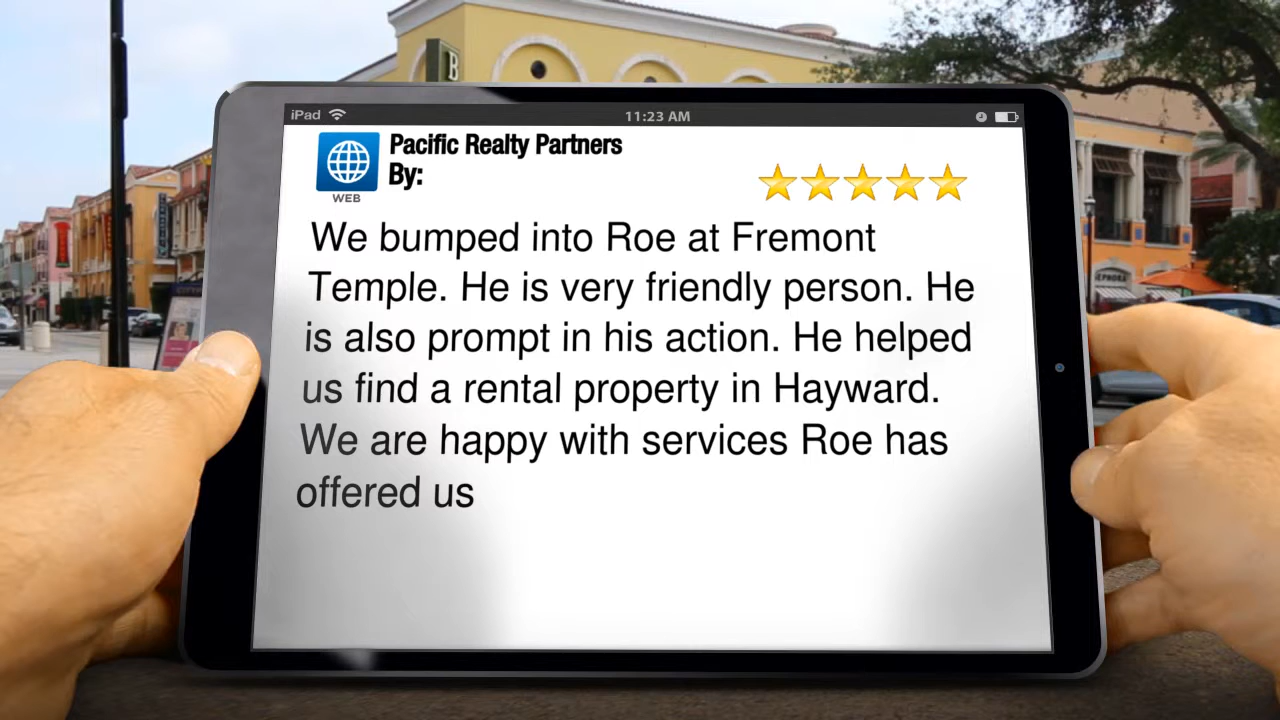 iPad
11:23 AM
Pacific Realty Partners
By:
WEB
We bumped into Roe at Fremont
Temple. He is very friendly person. He
is also prompt in his action. He helped
us find a rental property in Hayward.
We are happy with services Roe has
offered us
B
SEPHORA